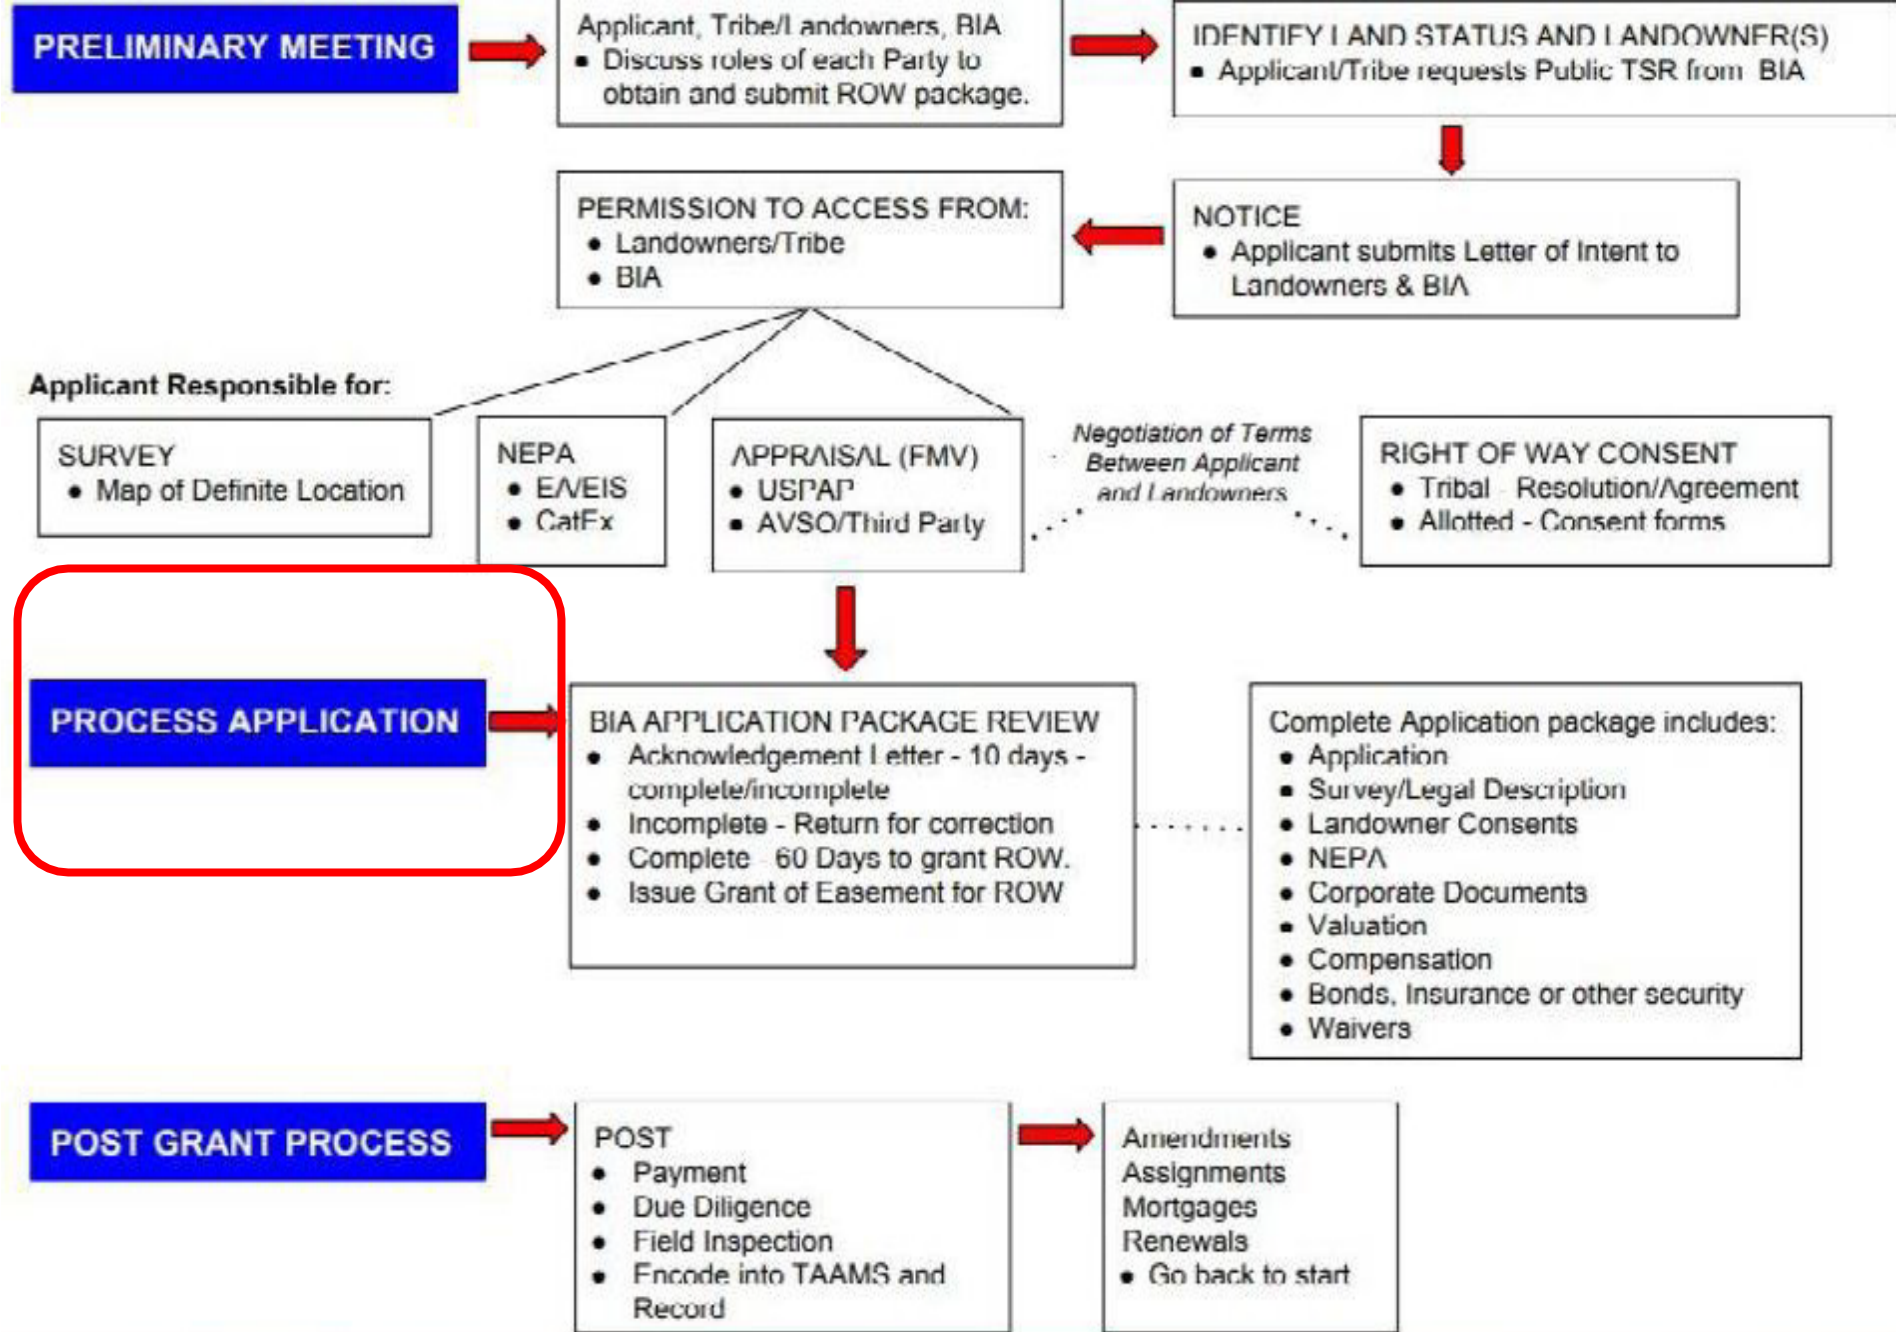 PRELIMINARY MEETING
Applicant, Tribe/Landowners, BIA
• Discuss roles of each Party to
obtain and submit ROW package.
IDENTIFY LAND STATUS AND LANDOWNER(S)
• Applicant/Tribe requests Public TSR from BIA
PERMISSION TO ACCESS FROM:
• Landowners/Tribe
• BIA
NOTICE
• Applicant submits Letter of Intent to
Landowners & BIA
Applicant Responsible for:
SURVEY
• Map of Definite Location
NEPA
• EA/EIS
• CatEx
APPRAISAL (FMV)
• USPAP
• AVSO/Third Party
Negotiation of Terms
Between Applicant
and Landowners
RIGHT OF WAY CONSENT
• Tribal - Resolution/Agreement
• Allotted - Consent forms
PROCESS APPLICATION
BIA APPLICATION PACKAGE REVIEW
• Acknowledgement Letter - 10 days -
complete/incomplete
• Incomplete - Return for correction
• Complete - 60 Days to grant ROW.
• Issue Grant of Easement for ROW
Complete Application package includes:
• Application
• Survey/Legal Description
• Landowner Consents
• NEPA
• Corporate Documents
• Valuation
• Compensation
• Bonds, Insurance or other security
• Waivers
POST GRANT PROCESS
POST
• Payment
• Due Diligence
• Field Inspection
• Encode into TAAMS and
Record
Amendments
Assignments
Mortgages
Renewals
• Go back to start